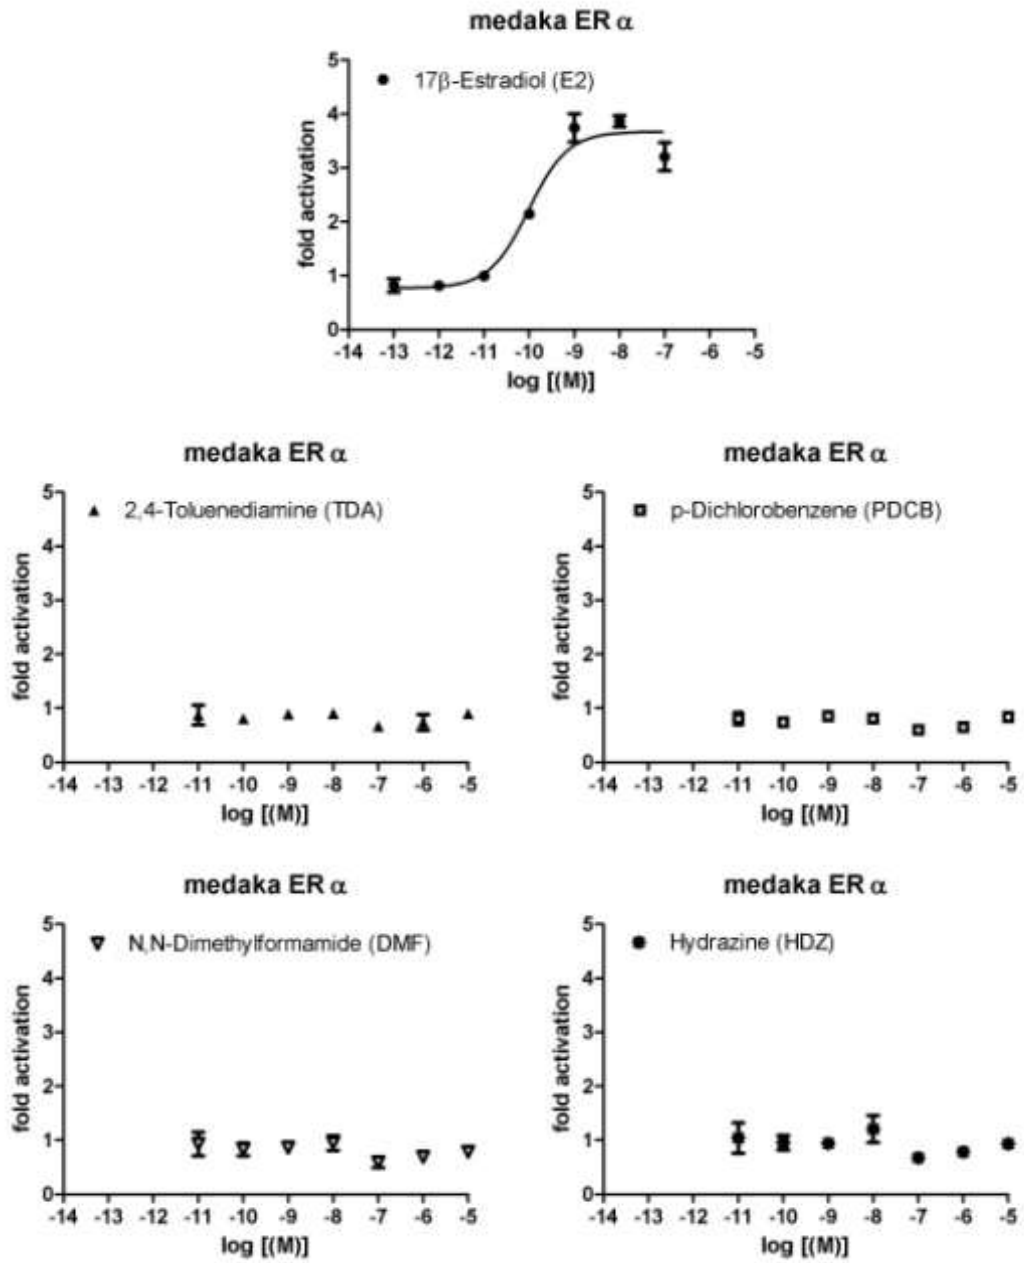 medaka ER α
17β-Estradiol (E2)
5
4
3
2
1
0
fold activation
-14 -13 -12 -11 -10 -9 -8 -7 -6 -5
log [(M)]
medaka ER α
2,4-Toluenediamine (TDA)
5
4
3
2
1
0
fold activation
-14 -13 -12 -11 -10 -9 -8 -7 -6 -5
log [(M)]
medaka ER α
p-Dichlorobenzene (PDCB)
5
4
3
2
1
0
fold activation
-14 -13 -12 -11 -10 -9 -8 -7 -6 -5
log [(M)]
medaka ER α
N,N-Dimethylformamide (DMF)
5
4
3
2
1
0
fold activation
-14 -13 -12 -11 -10 -9 -8 -7 -6 -5
log [(M)]
medaka ER α
Hydrazine (HDZ)
5
4
3
2
1
0
fold activation
-14 -13 -12 -11 -10 -9 -8 -7 -6 -5
log [(M)]